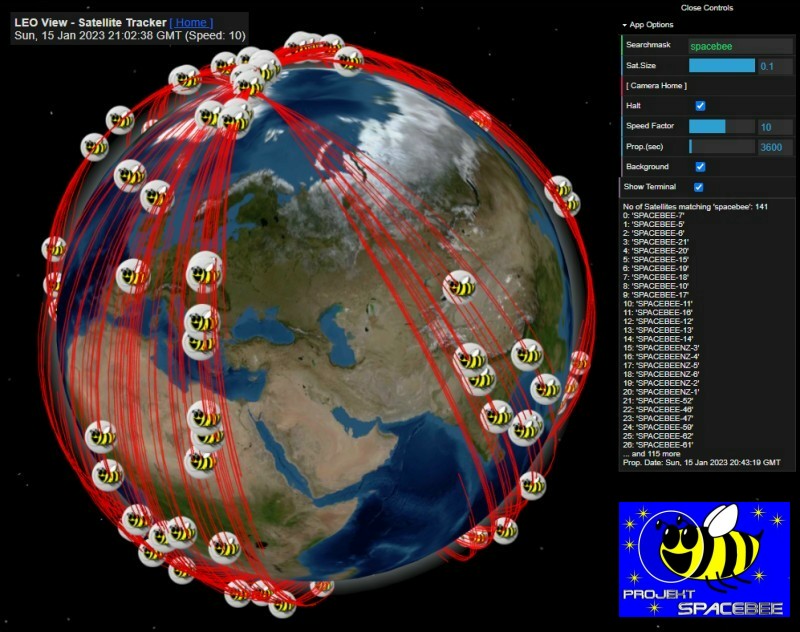 LEO View - Satellite Tracker [ Home ]
Sun, 15 Jan 2023 21:02:38 GMT (Speed: 10)
Close Controls
App Options
Searchmask spacebee
Sat.Size 0.1
[ Camera Home ]
Halt
Speed Factor 10
Prop.(sec) 3600
Background
Show Terminal
No of Satellites matching 'spacebee': 141
0: 'SPACEBEE-7'
1: 'SPACEBEE-5'
2: 'SPACEBEE-6'
3: 'SPACEBEE-21'
4: 'SPACEBEE-20'
5: 'SPACEBEE-15'
6: 'SPACEBEE-19'
7: 'SPACEBEE-18'
8: 'SPACEBEE-10'
9: 'SPACEBEE-17'
10: 'SPACEBEE-11'
11: 'SPACEBEE-16'
12: 'SPACEBEE-12'
13: 'SPACEBEE-13'
14: 'SPACEBEE-14'
15: 'SPACEBEENZ-3'
16: 'SPACEBEENZ-4'
17: 'SPACEBEENZ-5'
18: 'SPACEBEENZ-6'
19: 'SPACEBEENZ-2'
20: 'SPACEBEENZ-1'
21: 'SPACEBEE-52'
22: 'SPACEBEE-46'
23: 'SPACEBEE-47'
24: 'SPACEBEE-59'
25: 'SPACEBEE-62'
26: 'SPACEBEE-61'
... and 115 more
Prop. Date: Sun, 15 Jan 2023 20:43:19 GMT
PROJEKT
SPACEBEE